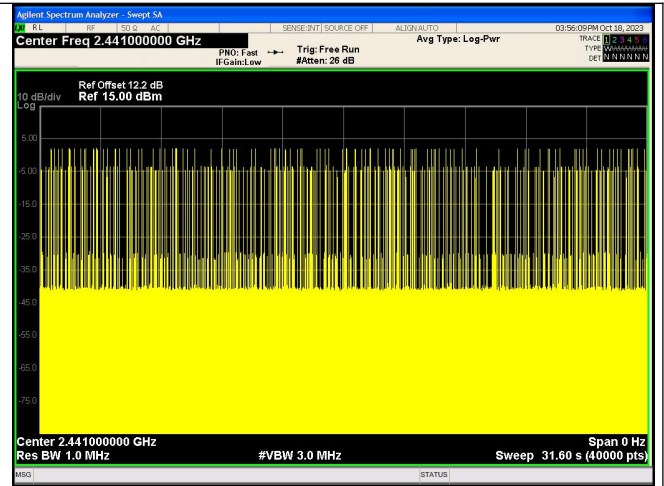 Agilent Spectrum Analyzer - Swept SA
RL RF 50 Ω AC SENSE:INT SOURCE OFF ALIGN AUTO 03:56:09 PM Oct 18, 2023
Center Freq 2.441000000 GHz
Avg Type: Log-Pwr
TRACE 1 2 3 4 5 6
PNO: Fast Trig: Free Run
TYPE
IFGain:Low #Atten: 26 dB
DET N N N N N N
Ref Offset 12.2 dB
10 dB/div Ref 15.00 dBm
Log
5.00
-5.00
-15.0
-25.0
-35.0
-45.0
-55.0
-65.0
-75.0
Center 2.441000000 GHz Span 0 Hz
Res BW 1.0 MHz #VBW 3.0 MHz Sweep 31.60 s (40000 pts)
MSG STATUS